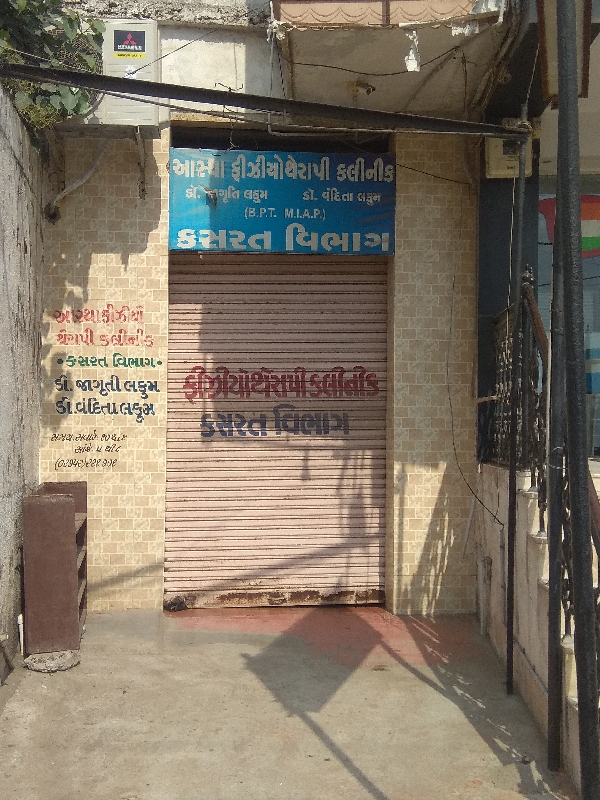 આસ્થા ફીઝીયોથેરાપી કલીનીક
ડૉ. જાગૃતિ લકુમ ડૉ. વંદિતા લકુમ
(B.P.T. M.I.A.P.)
કસરત વિભાગ
આસ્થા ફીઝીયો
થેરાપી કલીનીક
•કસરત વિભાગ•
ડૉ. જાગૃતી લકુમ
ડૉ. વંદિતા લકુમ
ફીઝીયોથેરાપી કલીનીક
કસરત વિભાગ